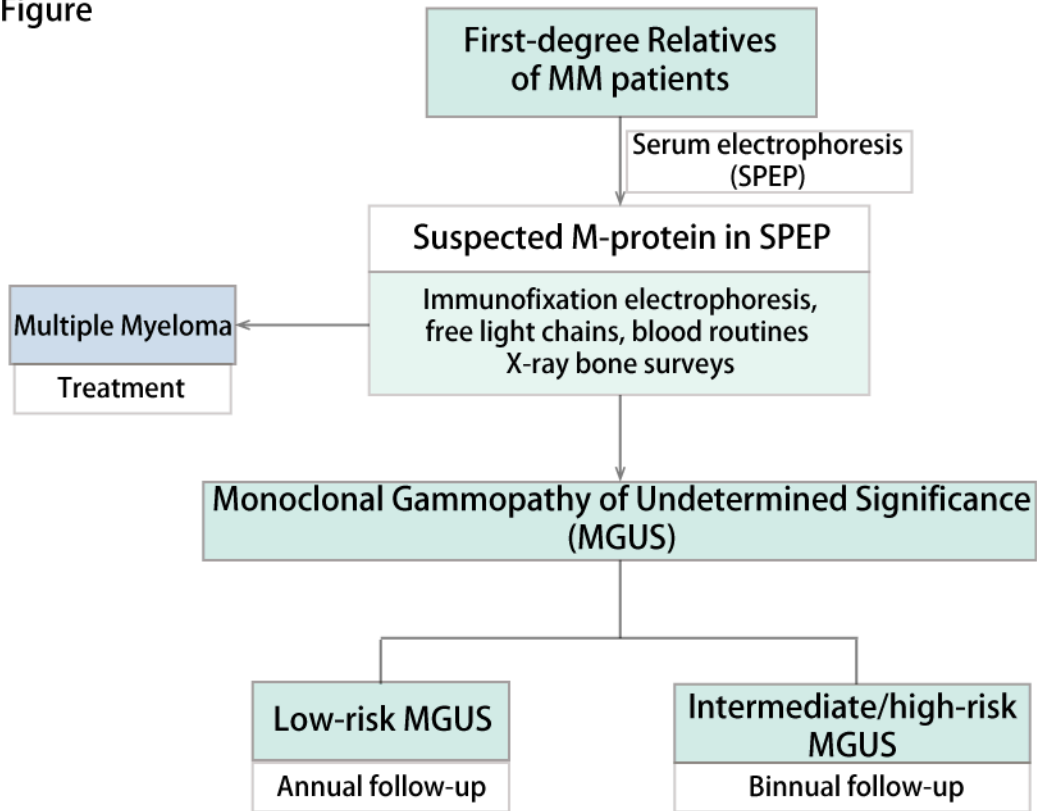 Figure
First-degree Relatives
of MM patients
Serum electrophoresis
(SPEP)
Suspected M-protein in SPEP
Immunofixation electrophoresis,
free light chains, blood routines
X-ray bone surveys
Multiple Myeloma
Treatment
Monoclonal Gammopathy of Undetermined Significance
(MGUS)
Low-risk MGUS
Annual follow-up
Intermediate/high-risk
MGUS
Binnual follow-up